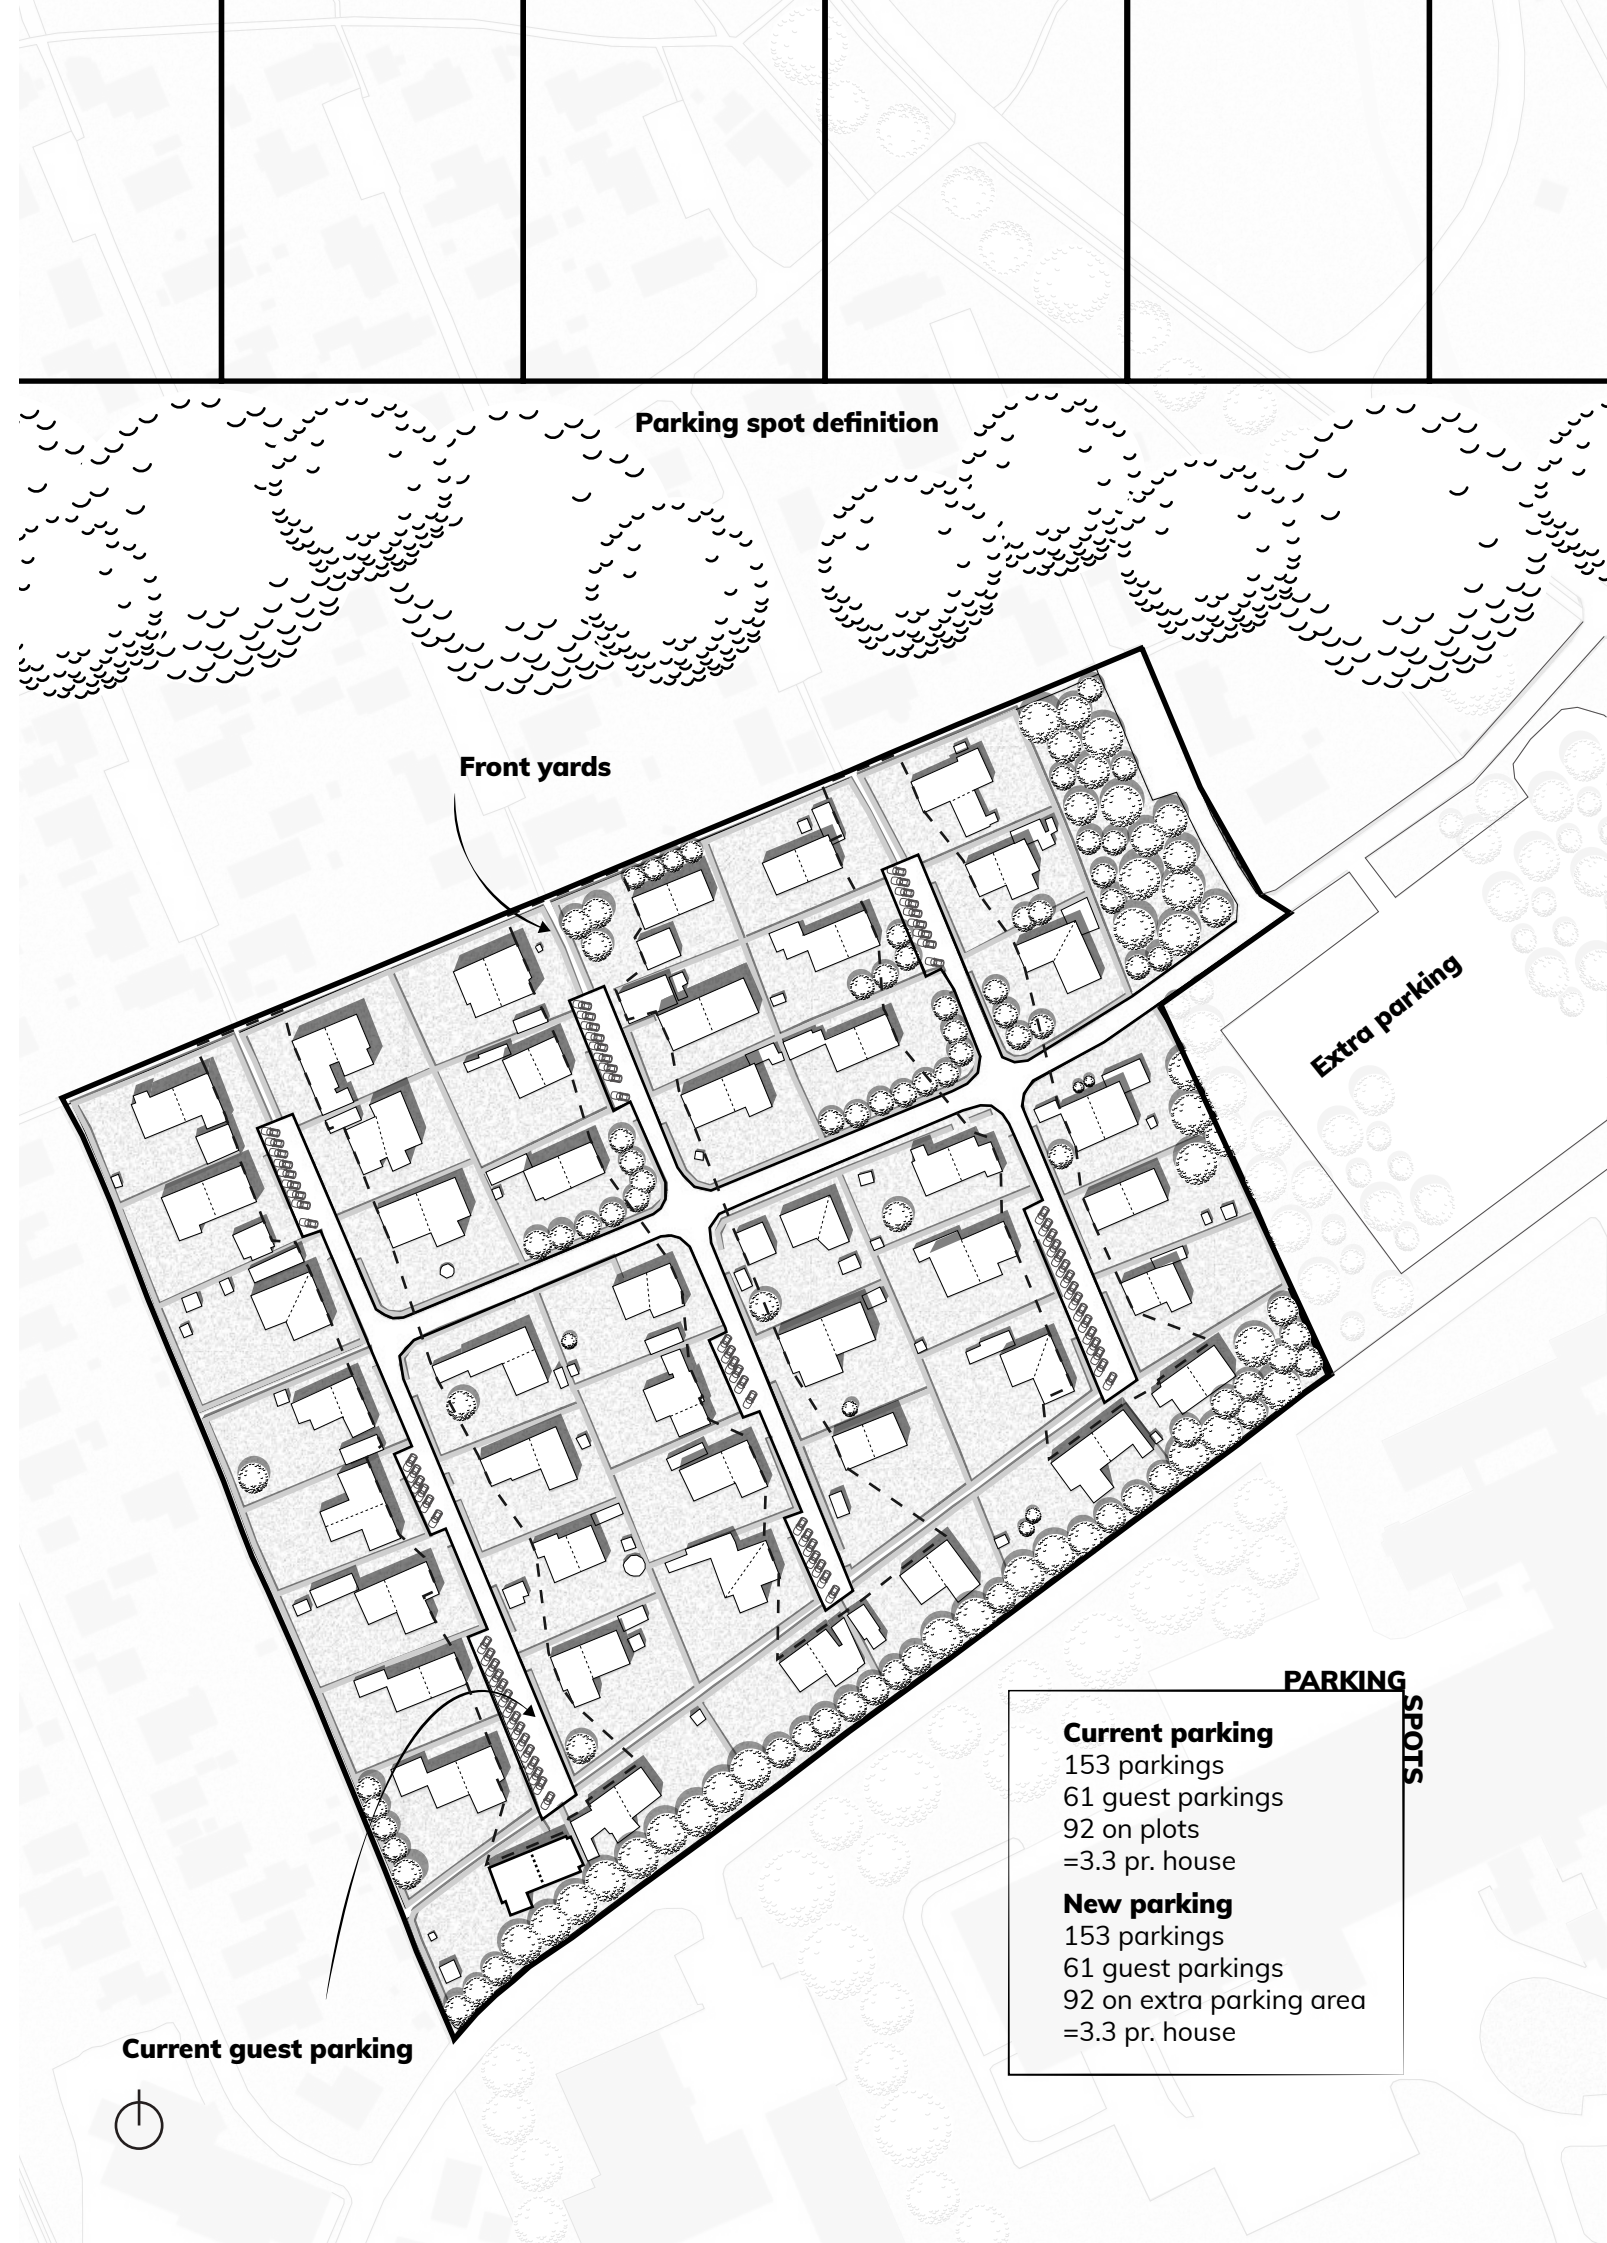 Parking spot definition
Front yards
Extra parking
PARKING
SPOTS
Current parking
153 parkings
61 guest parkings
92 on plots
=3.3 pr. house
New parking
153 parkings
61 guest parkings
92 on extra parking area
=3.3 pr. house
Current guest parking